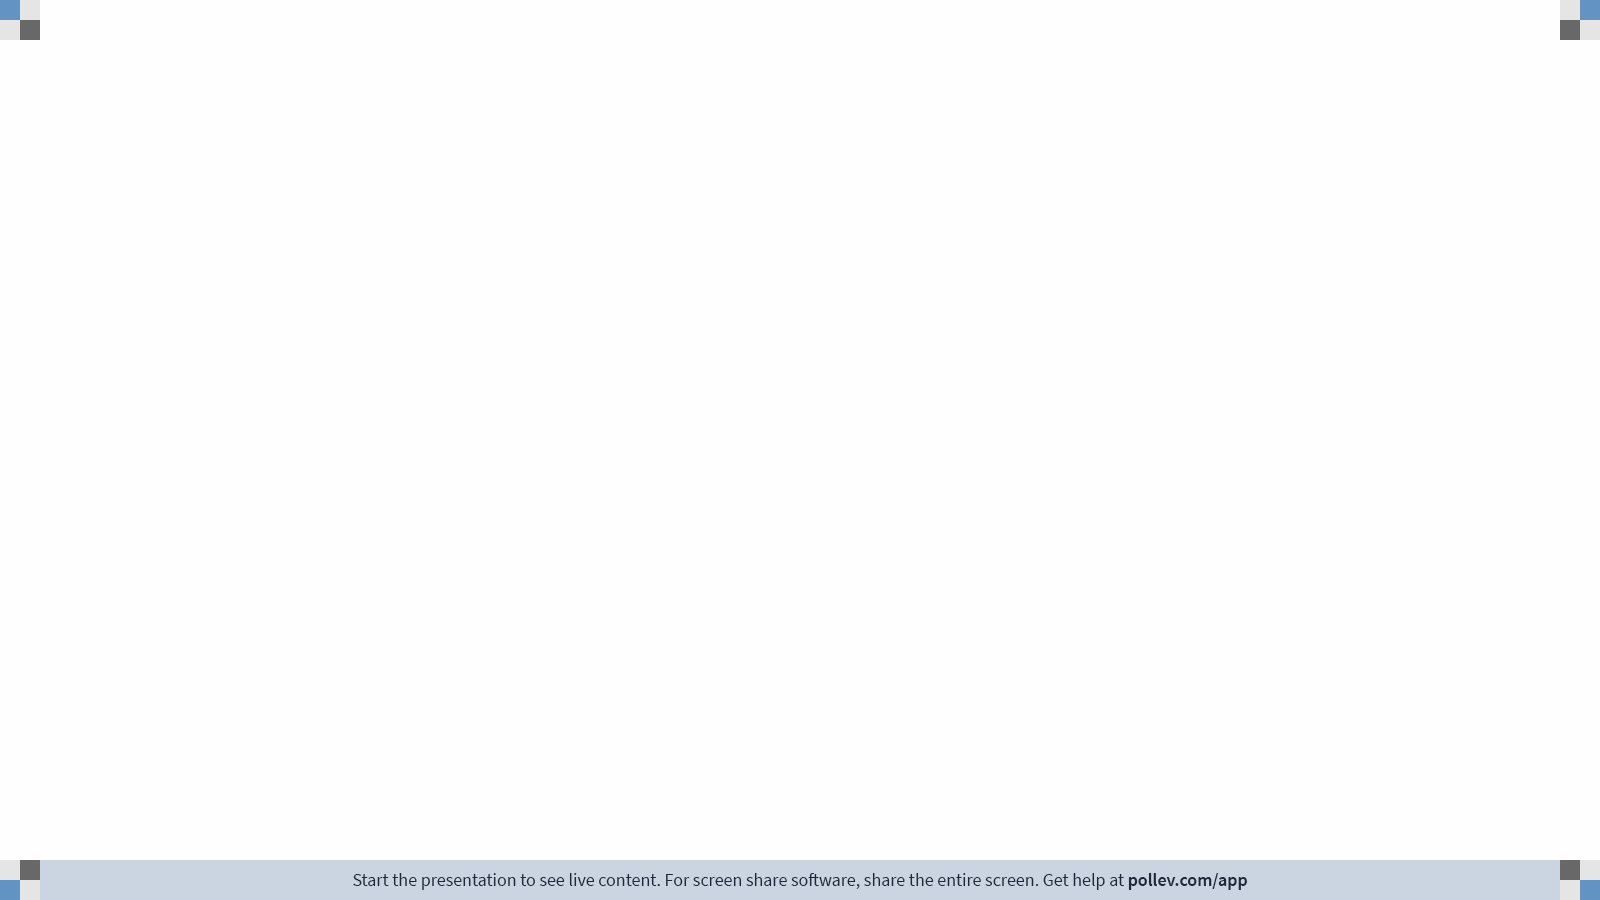 Start the presentation to see live content. For screen share software, share the entire screen. Get help at pollev.com/app